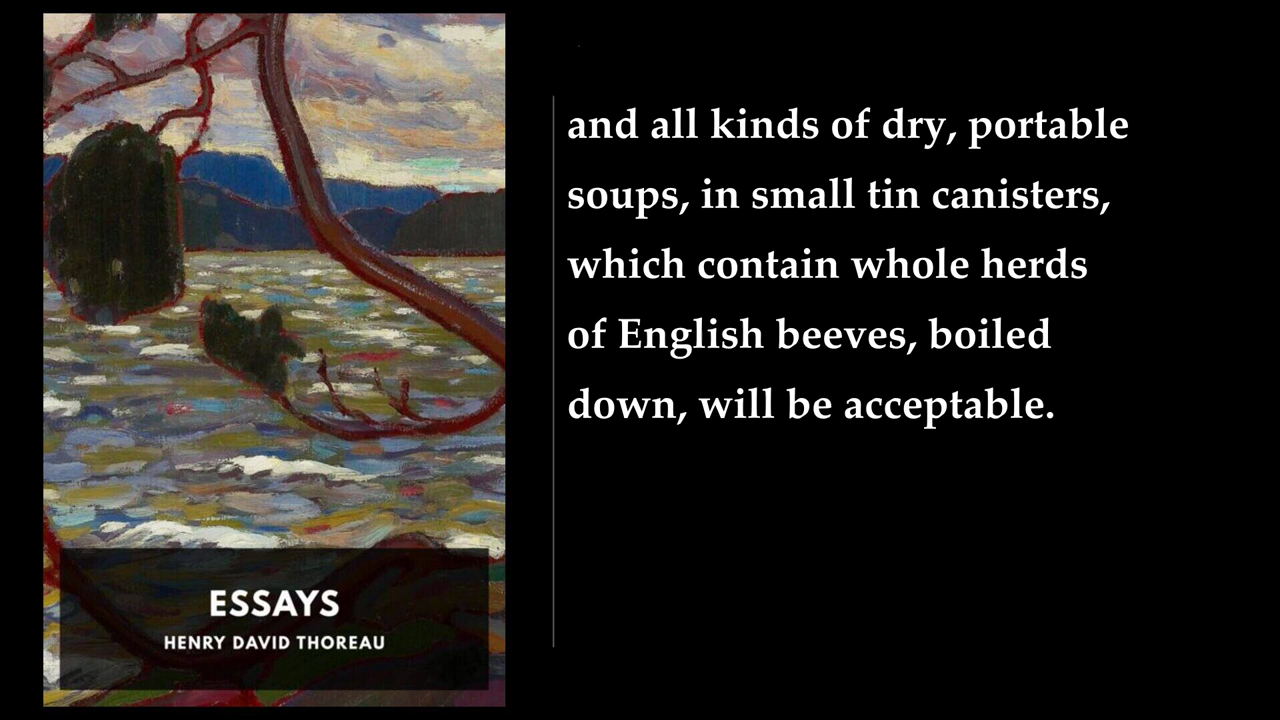 ESSAYS
HENRY DAVID THOREAU
and all kinds of dry, portable
soups, in small tin canisters,
which contain whole herds
of English beeves, boiled
down, will be acceptable.